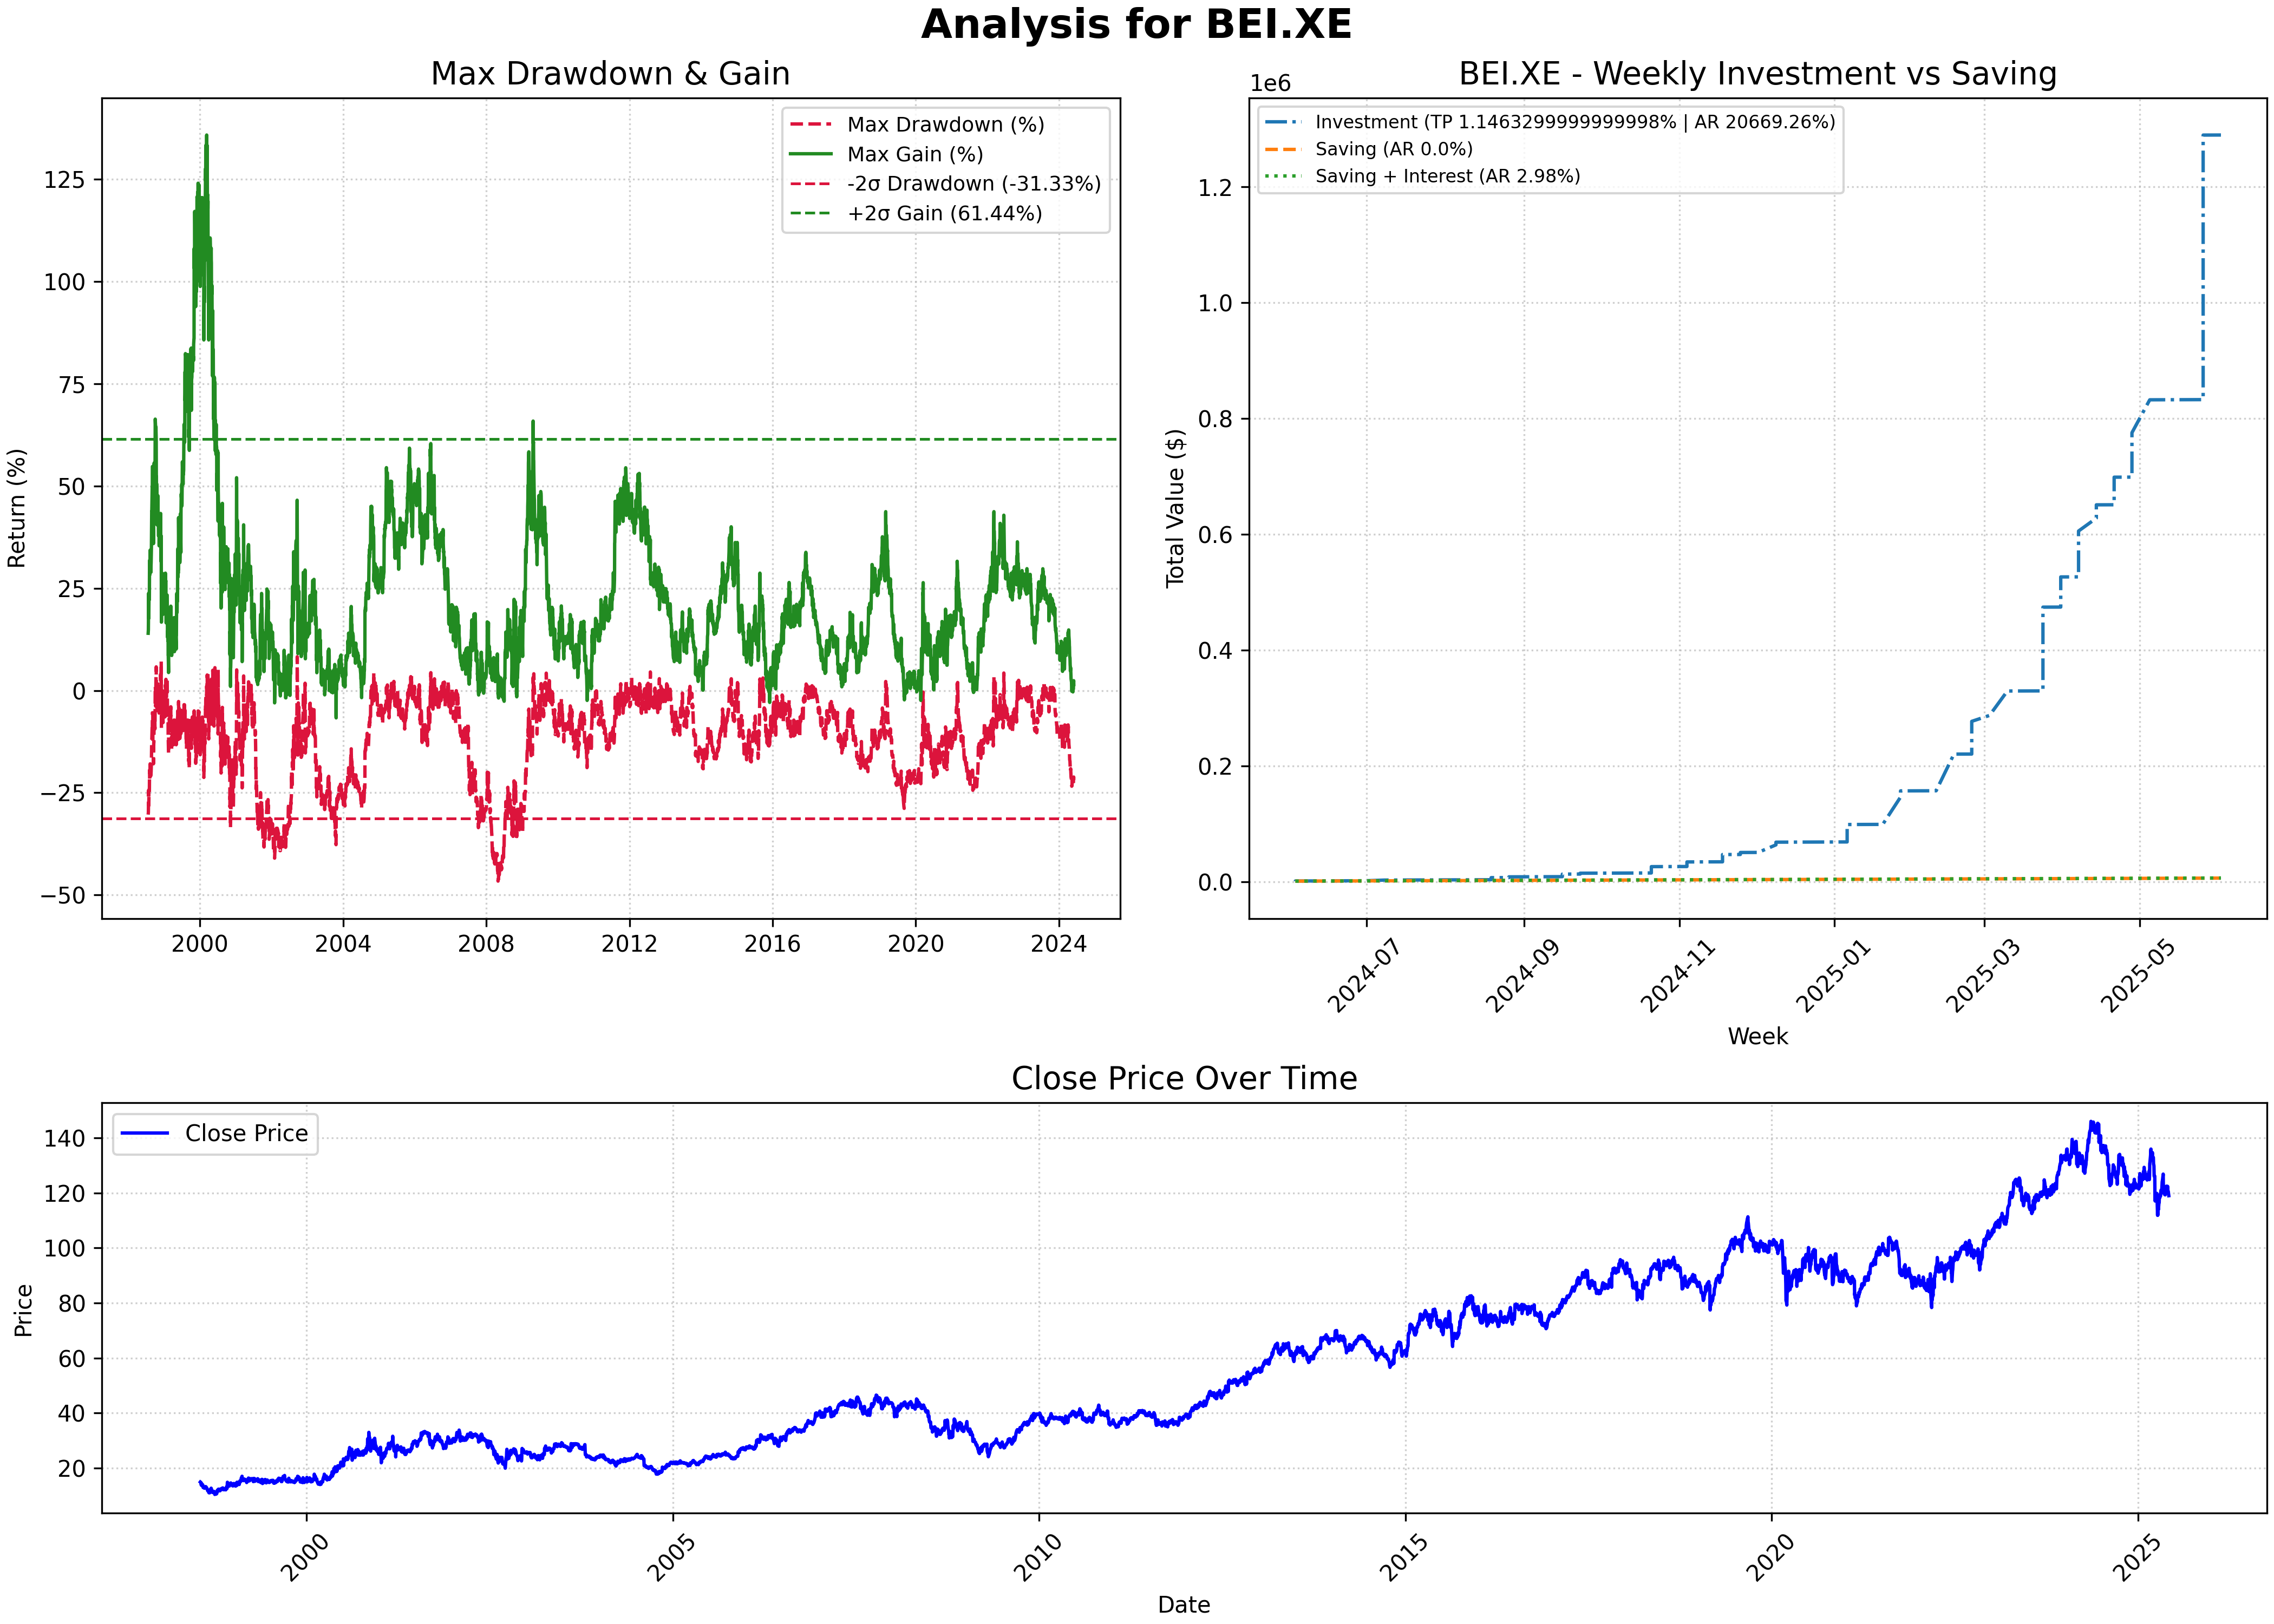 Analysis for BEI.XE
Max Drawdown & Gain
Return (%)
125
100
75
50
25
0
−25
−50
2000 2004 2008 2012 2016 2020 2024
Max Drawdown (%)
Max Gain (%)
-2σ Drawdown (-31.33%)
+2σ Gain (61.44%)
BEI.XE - Weekly Investment vs Saving
1e6
Total Value ($)
1.2
1.0
0.8
0.6
0.4
0.2
0.0
Investment (TP 1.1463299999999998% | AR 20669.26%)
Saving (AR 0.0%)
Saving + Interest (AR 2.98%)
2024-07 2024-09 2024-11 2025-01 2025-03 2025-05
Week
Close Price Over Time
Price
140
120
100
80
60
40
20
Close Price
2000 2005 2010 2015 2020 2025
Date